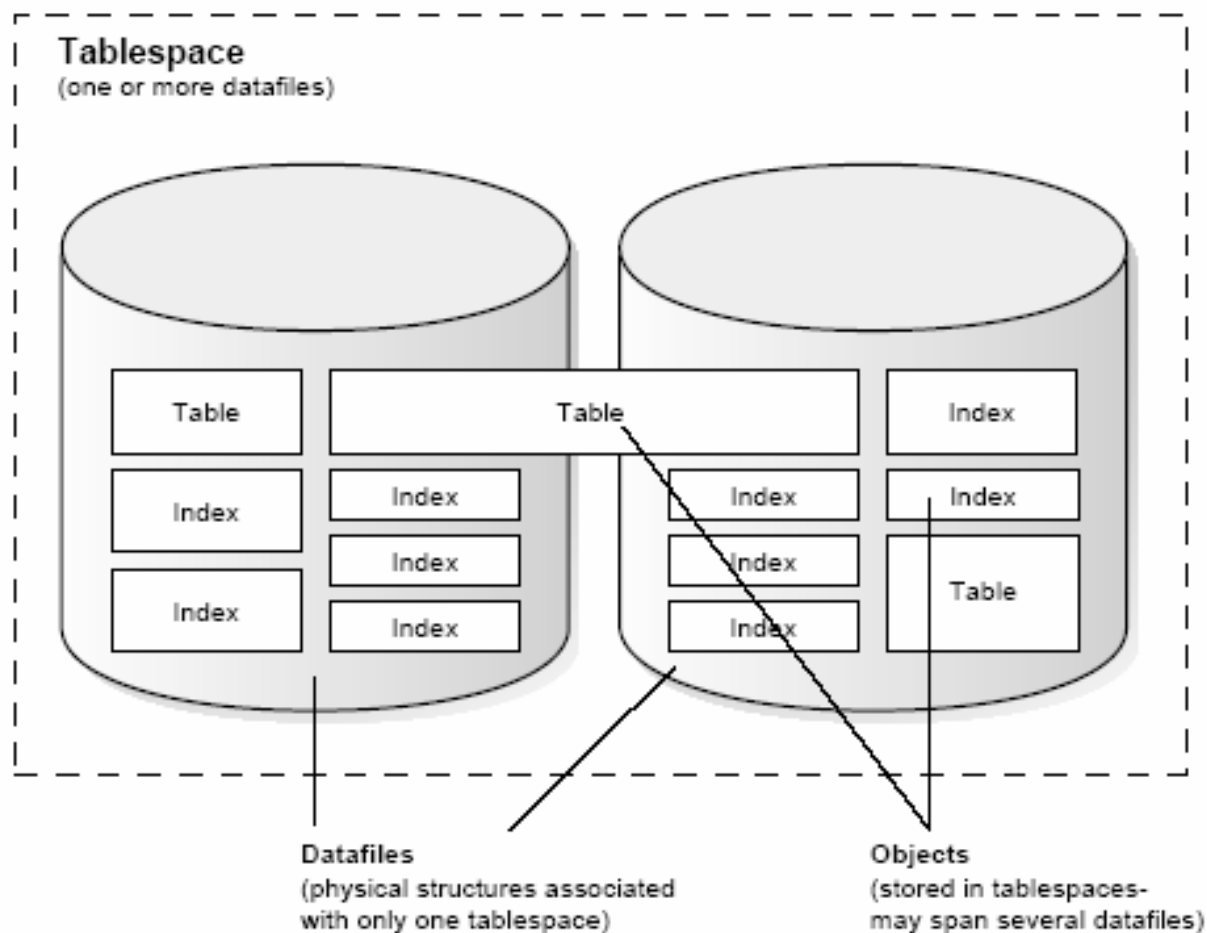 Tablespace
(one or more datafiles)
Table
Table
Index
Index
Index
Index
Index
Index
Index
Index
Table
Index
Index
Index
Datafiles
(physical structures associated
with only one tablespace)
Objects
(stored in tablespaces-
may span several datafiles)